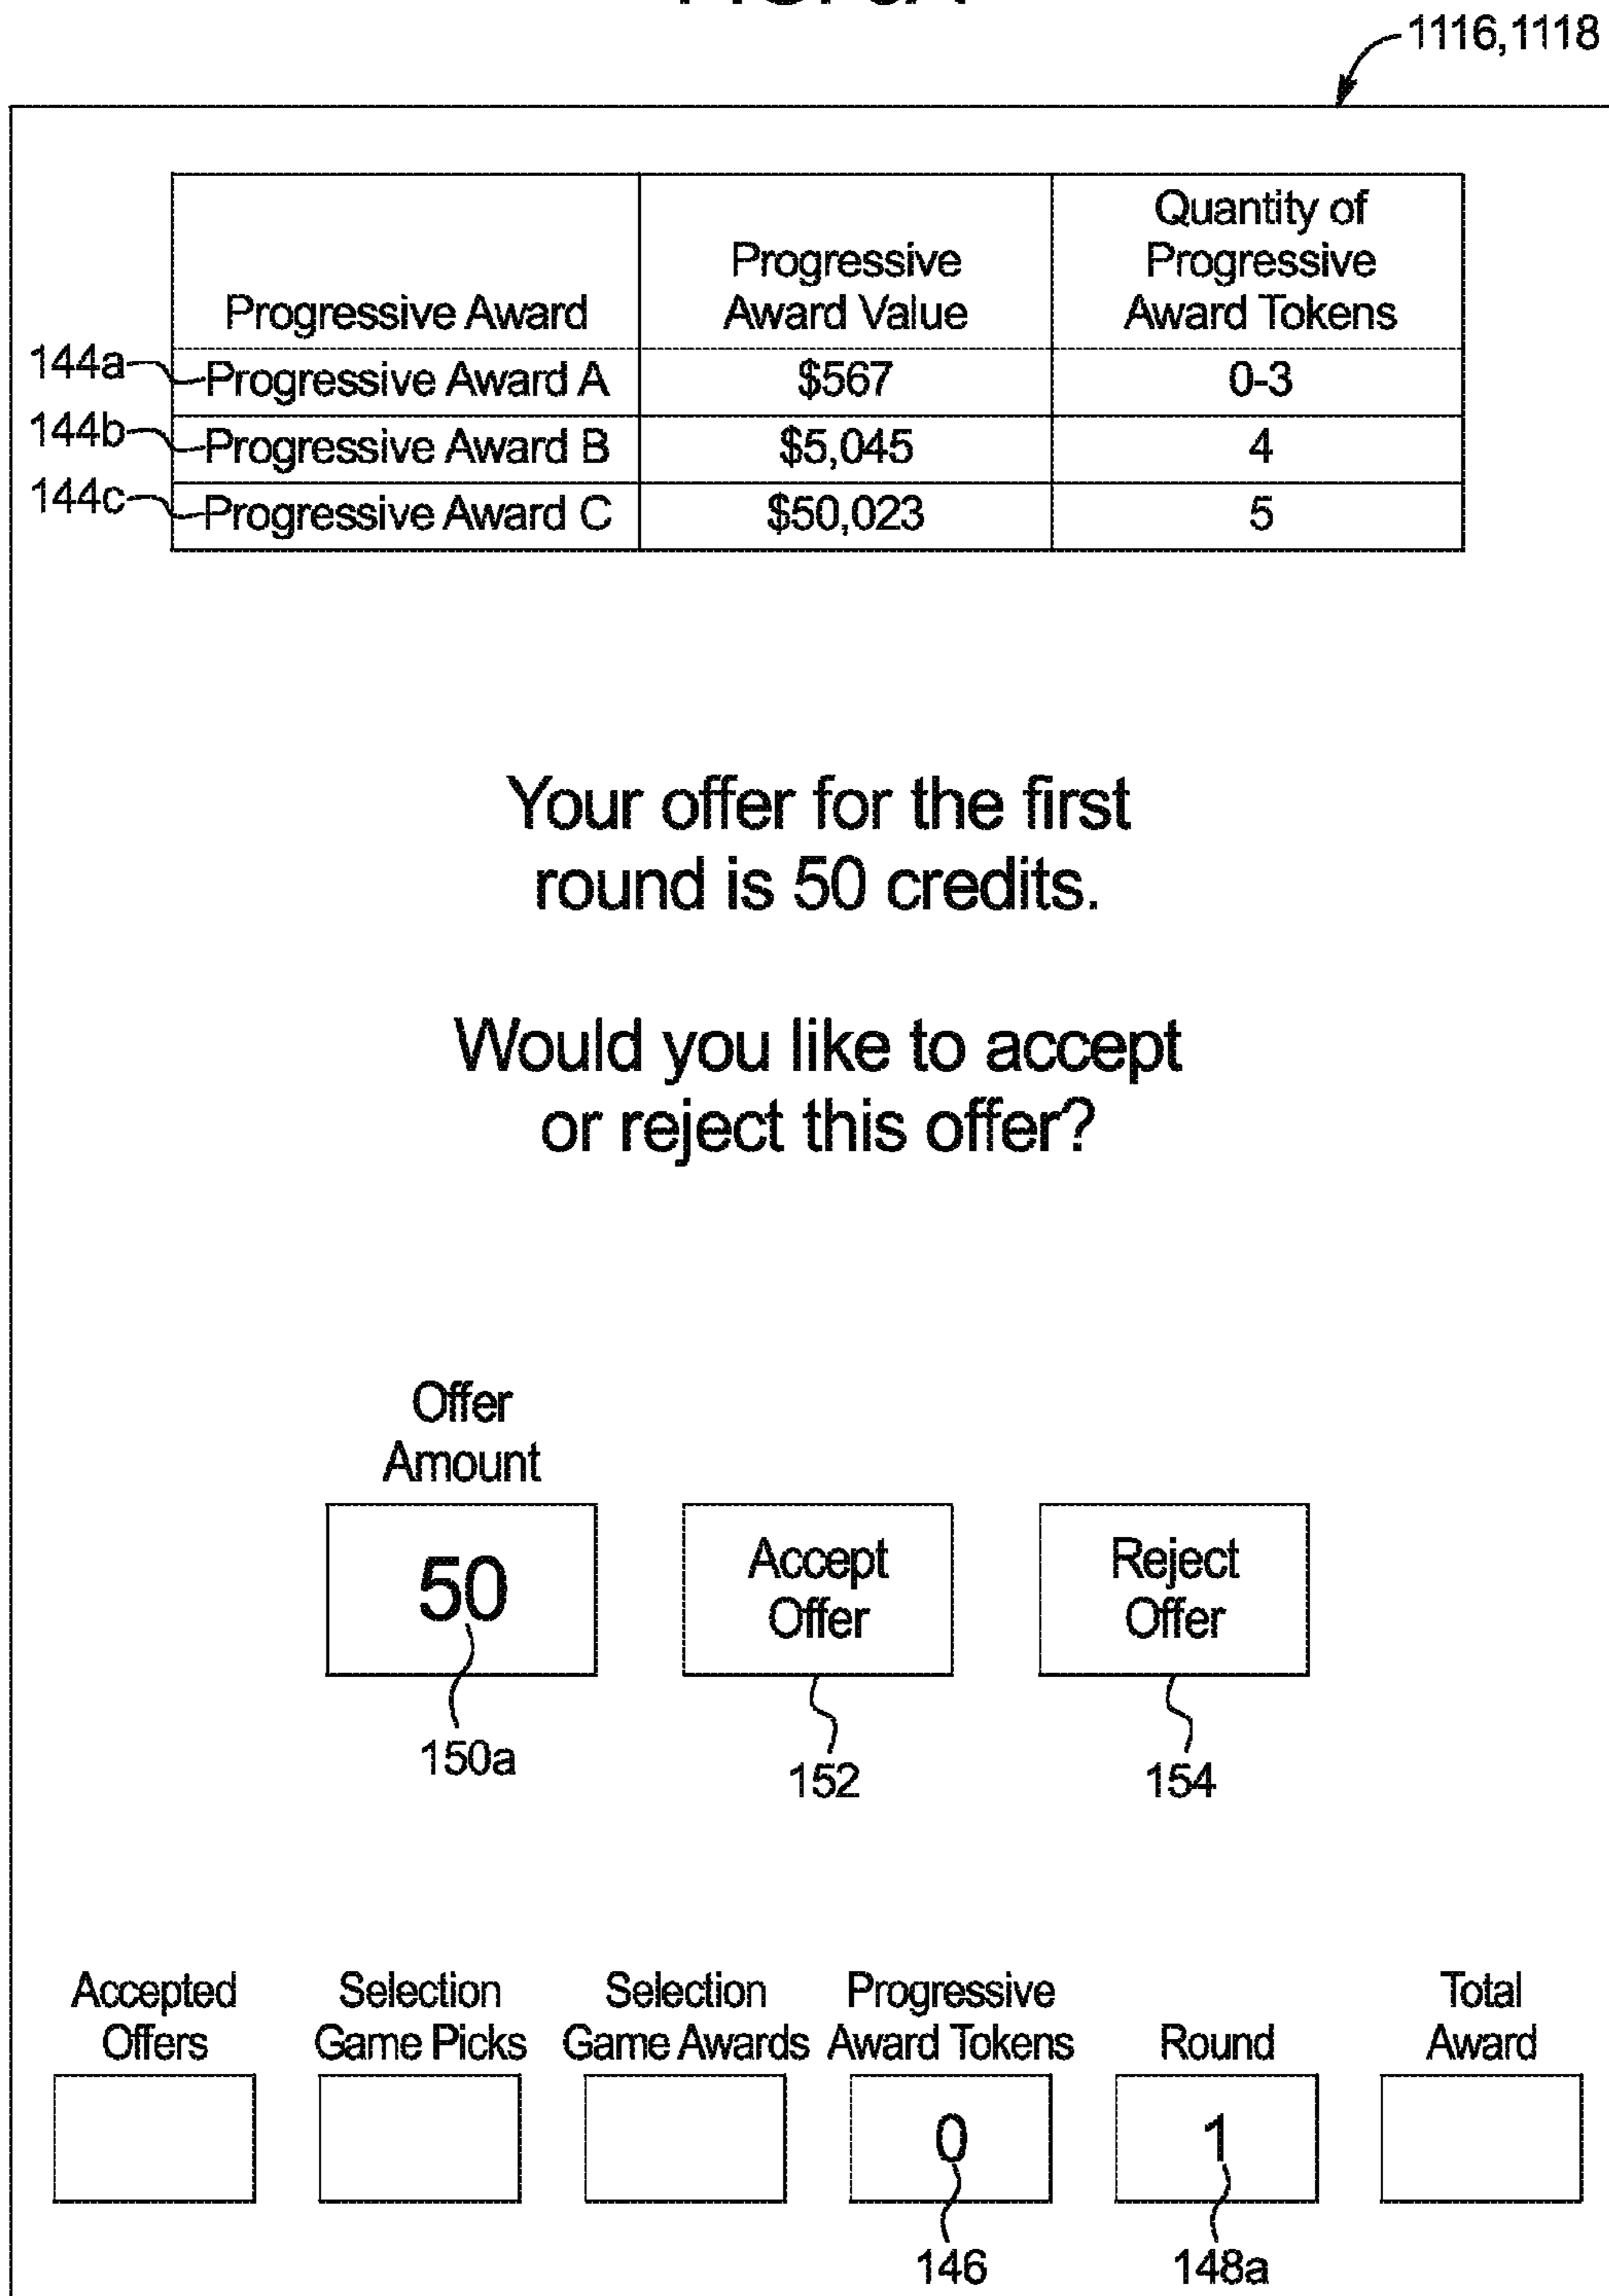 1116,1118
Quantity of
Progressive Progressive
Progressive Award Award Value Award Tokens
144a Progressive Award A $567 0-3
144b Progressive Award B $5,045 4
144c Progressive Award C $50,023 5
Your offer for the first
round is 50 credits.
Would you like to accept
or reject this offer?
Offer
Amount
50 Accept Reject
Offer Offer
150a 152 154
Accepted Selection Selection Progressive Total
Offers Game Picks Game Awards Award Tokens Round Award
0 1
146 148a